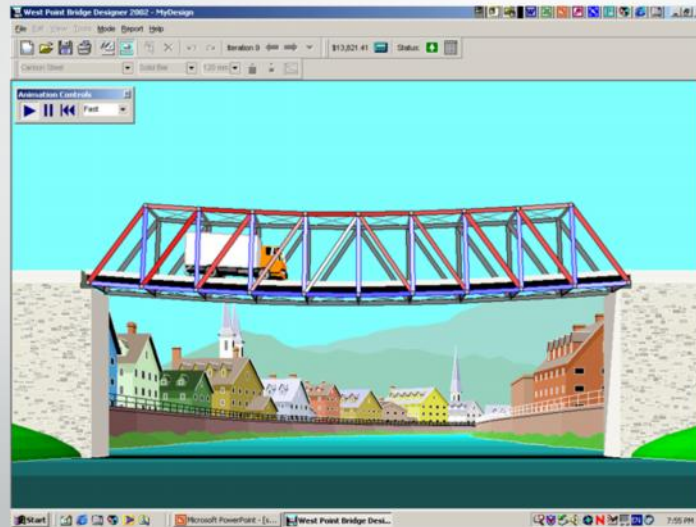 West Point Bridge Designer 2002 - MyDesign
File Edit View Tools Mode Report Help
Iteration 9 $13,821.41 Status:
Carbon Steel Solid Bar 120 mm
Animation Controls
Fast
Start Microsoft PowerPoint - [s... West Point Bridge Desi... 7:55 PM